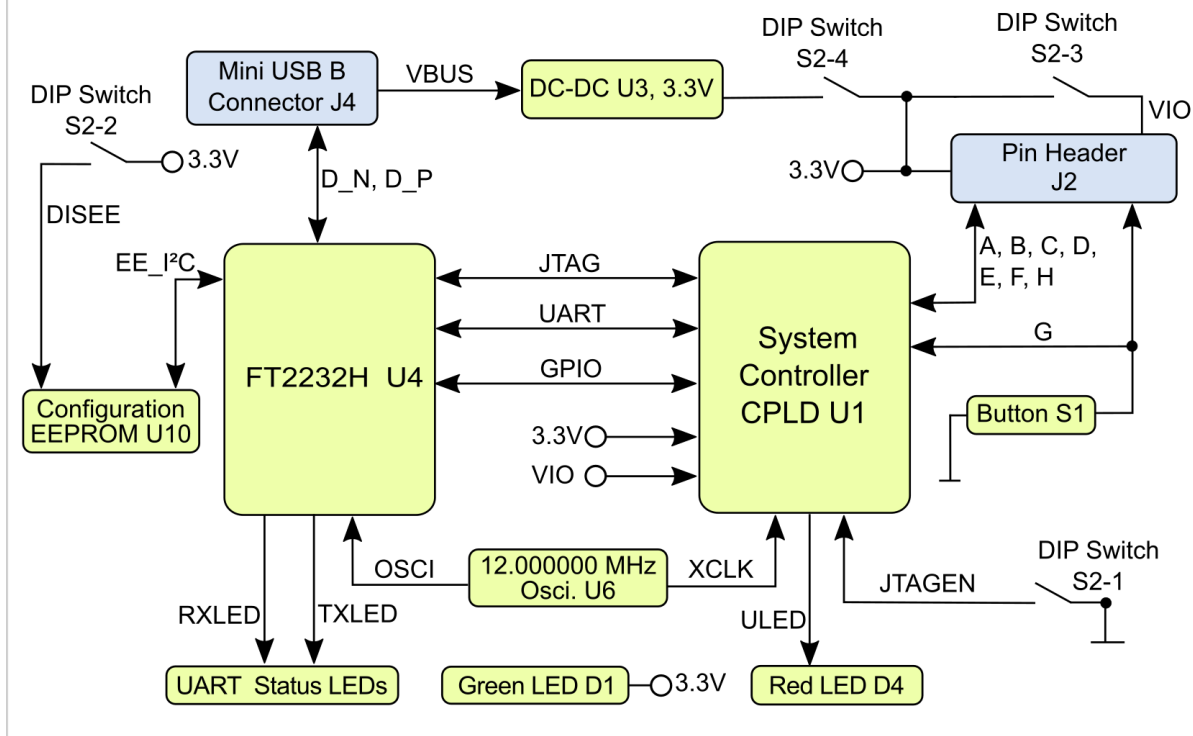 DIP Switch
S2-4
DIP Switch
S2-3
Mini USB B
Connector J4
VBUS
DC-DC U3, 3.3V
VIO
DIP Switch
S2-2
3.3V
Pin Header
J2
3.3V
D_N, D_P
DISEE
EE_I²C
JTAG
A, B, C, D,
E, F, H
UART
System
Controller
CPLD U1
G
FT2232H U4
GPIO
Configuration
EEPROM U10
Button S1
3.3V
VIO
OSCI
12.000000 MHz
Osci. U6
XCLK
DIP Switch
S2-1
JTAGEN
RXLED
TXLED
ULED
UART Status LEDs
Green LED D1
3.3V
Red LED D4